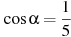 cos α = 1/5